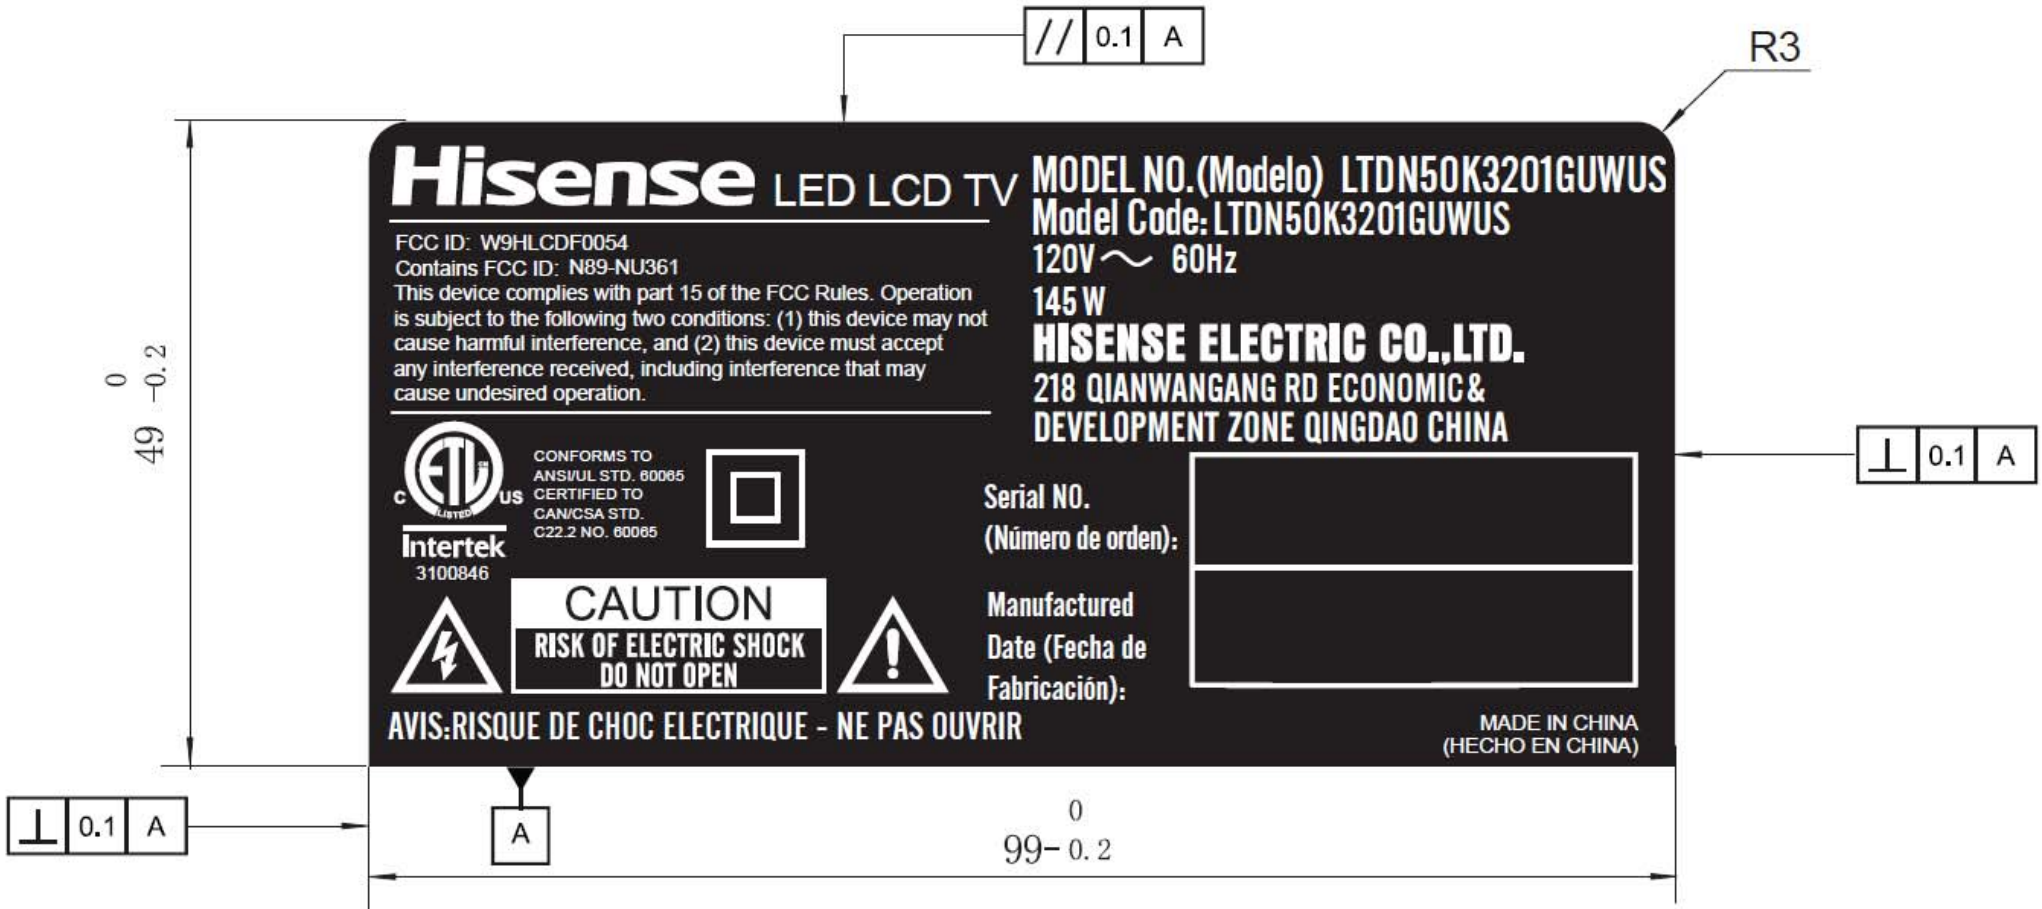 // 0.1 A
R3
Hisense LED LCD TV
FCC ID: W9HLCDF0054
Contains FCC ID: N89-NU361
This device complies with part 15 of the FCC Rules. Operation
is subject to the following two conditions: (1) this device may not
cause harmful interference, and (2) this device must accept
any interference received, including interference that may
cause undesired operation.
MODEL NO.(Modelo) LTDN50K3201GUWUS
Model Code: LTDN50K3201GUWUS
120V ~ 60Hz
145 W
HISENSE ELECTRIC CO.,LTD.
218 QIANWANGANG RD ECONOMIC&
DEVELOPMENT ZONE QINGDAO CHINA
0
49 -0.2
ETL
C US
LISTED
Intertek
3100846
CONFORMS TO
ANSI/UL STD. 60065
CERTIFIED TO
CAN/CSA STD.
C22.2 NO. 60065
Serial NO.
(Número de orden):
Manufactured
Date (Fecha de
Fabricación):
⊥ 0.1 A
CAUTION
RISK OF ELECTRIC SHOCK
DO NOT OPEN
AVIS:RISQUE DE CHOC ELECTRIQUE - NE PAS OUVRIR
MADE IN CHINA
(HECHO EN CHINA)
⊥ 0.1 A
A
0
99-0.2